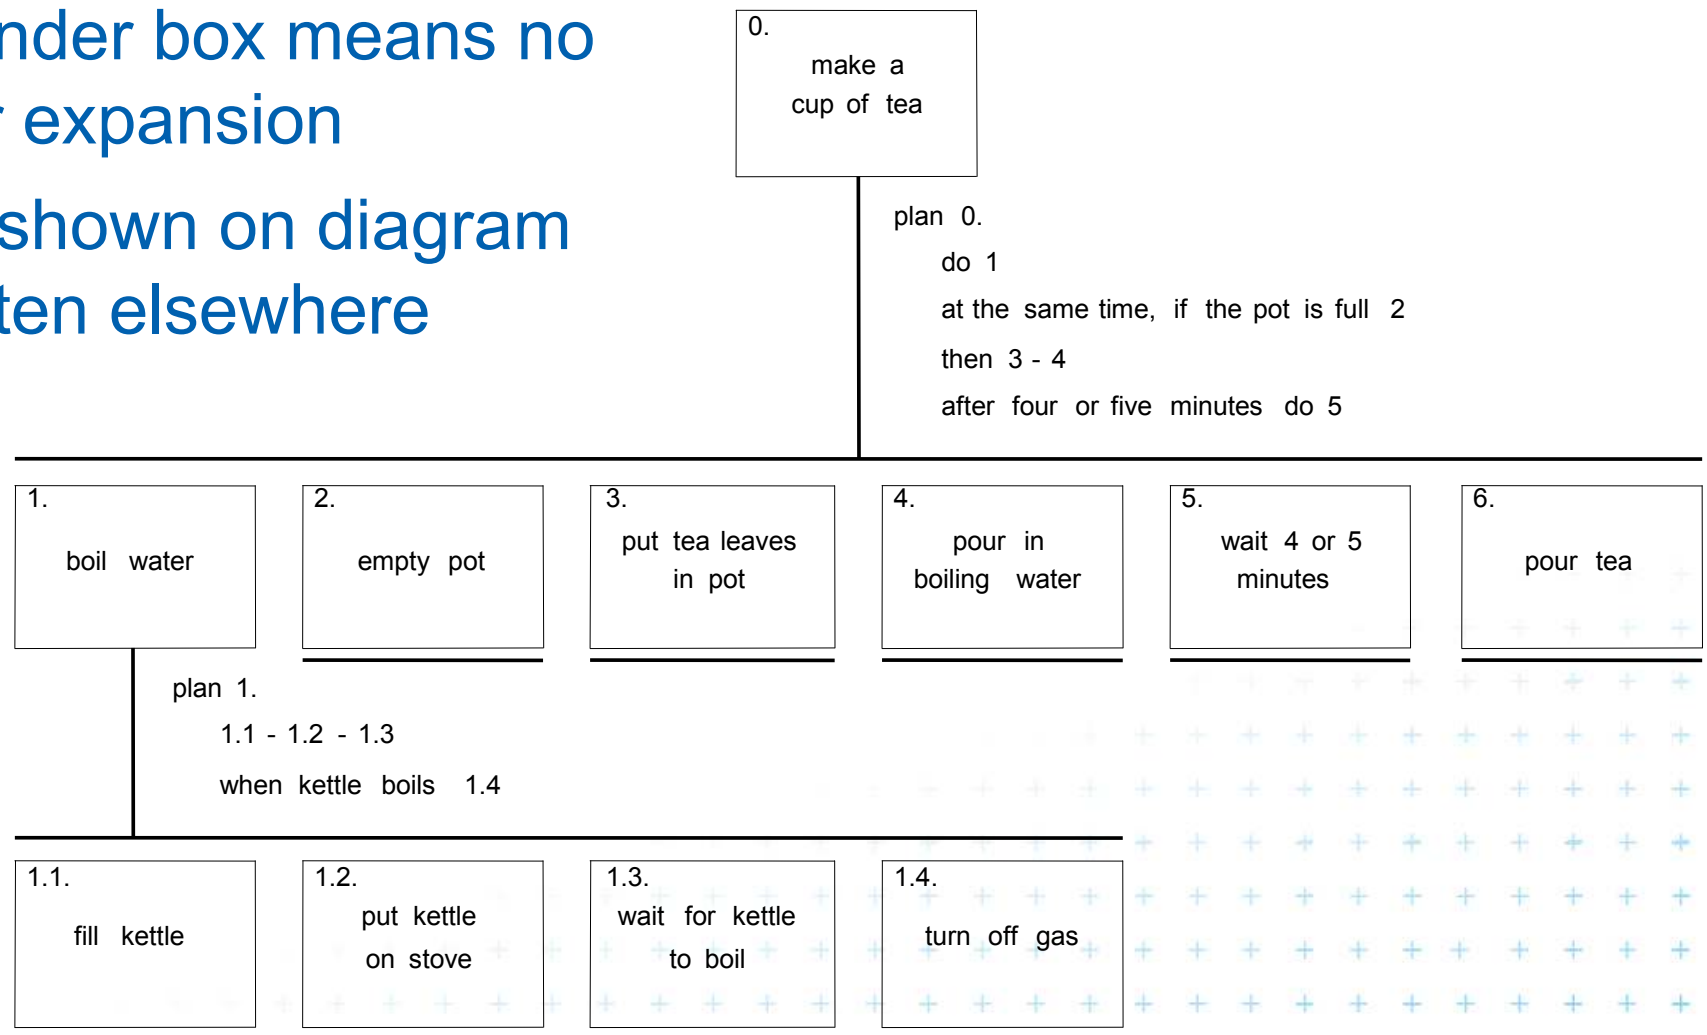 nder box means no
r expansion
shown on diagram
ten elsewhere
0.
make a
cup of tea
plan 0.
do 1
at the same time, if the pot is full 2
then 3 - 4
after four or five minutes do 5
1.
boil water
2.
empty pot
3.
put tea leaves
in pot
4.
pour in
boiling water
5.
wait 4 or 5
minutes
6.
pour tea
plan 1.
1.1 - 1.2 - 1.3
when kettle boils 1.4
1.1.
fill kettle
1.2.
put kettle
on stove
1.3.
wait for kettle
to boil
1.4.
turn off gas